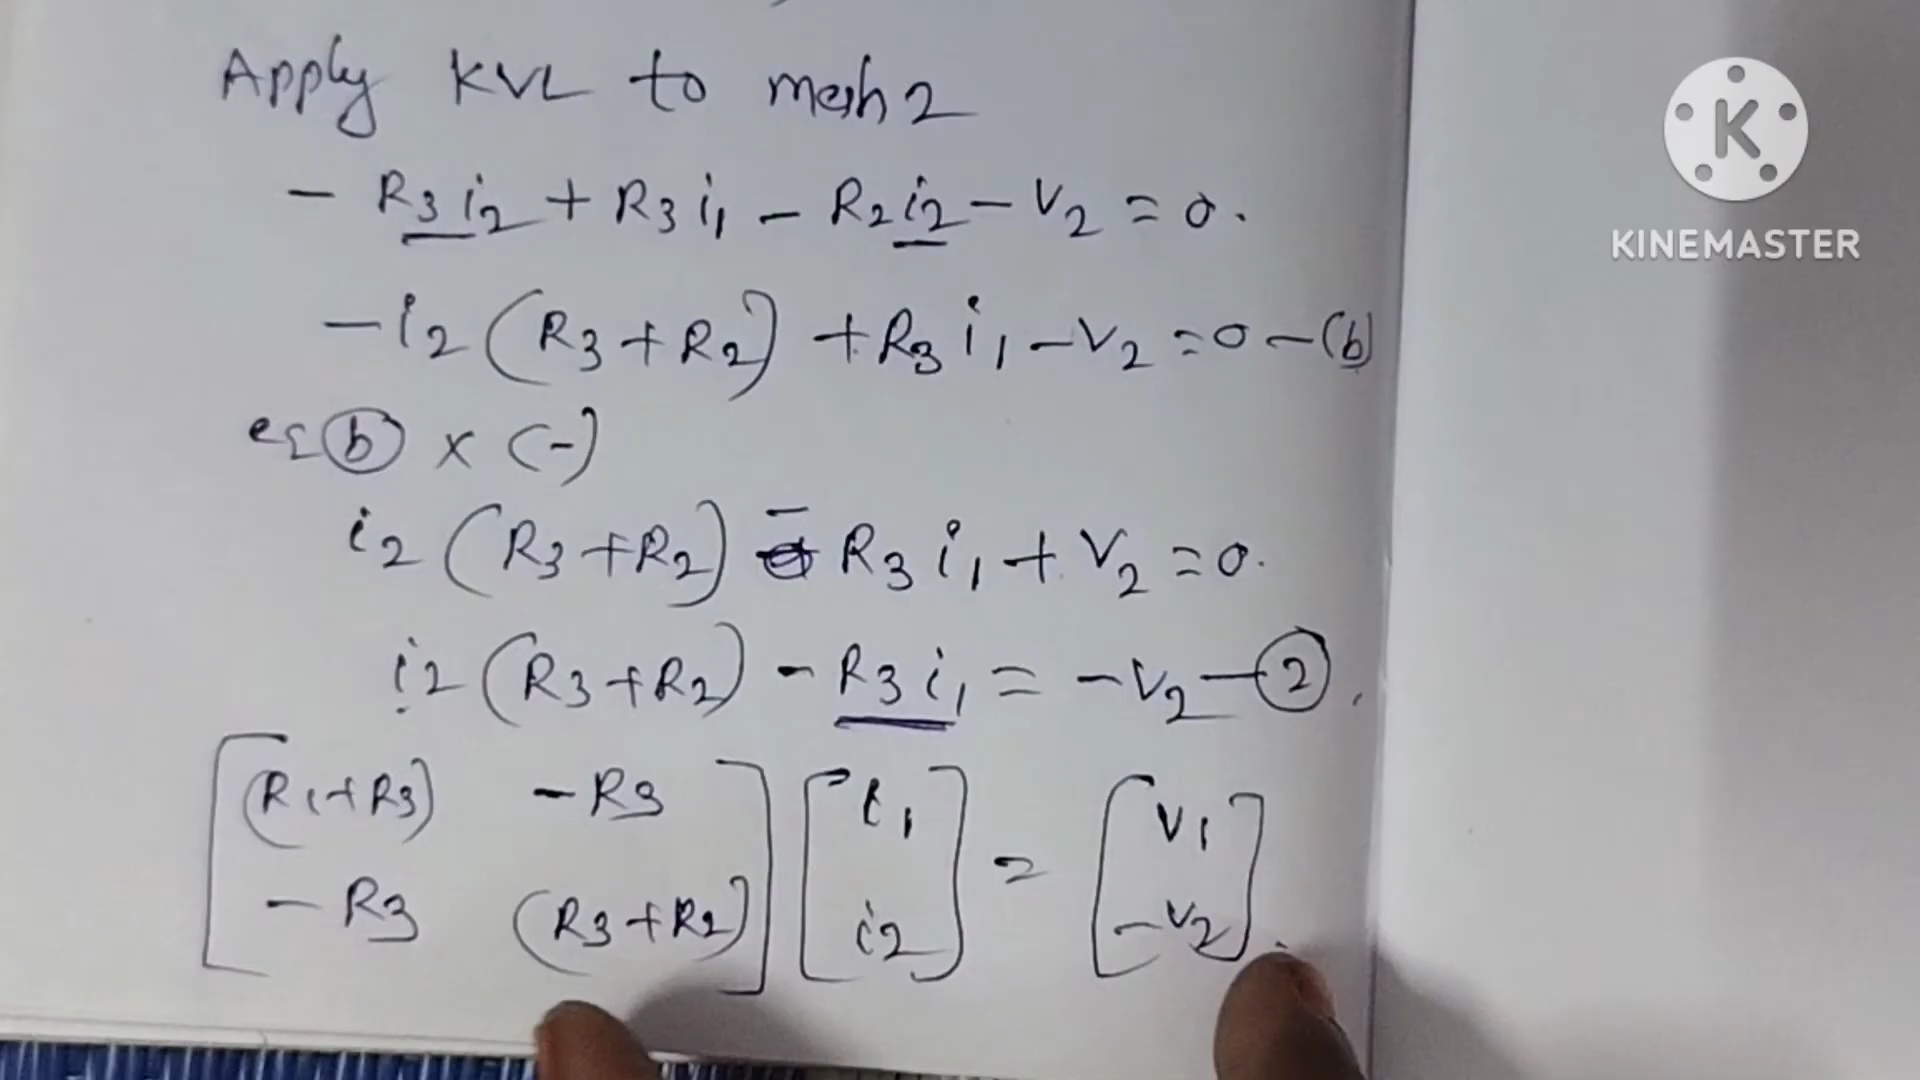 Apply KVL to mesh 2
- R3 i2 + R3 i1 - R2 i2 - V2 = 0.
- i2 (R3 + R2) + R3 i1 - V2 = 0 - (b)
eq (b) x (-)
i2 (R3 + R2) - R3 i1 + V2 = 0.
i2 (R3 + R2) - R3 i1 = - V2 - (2)
[(R1 + R3) - R3] [i1] = [V1]
[- R3 (R3 + R2)] [i2] [- V2].
K
KINEMASTER